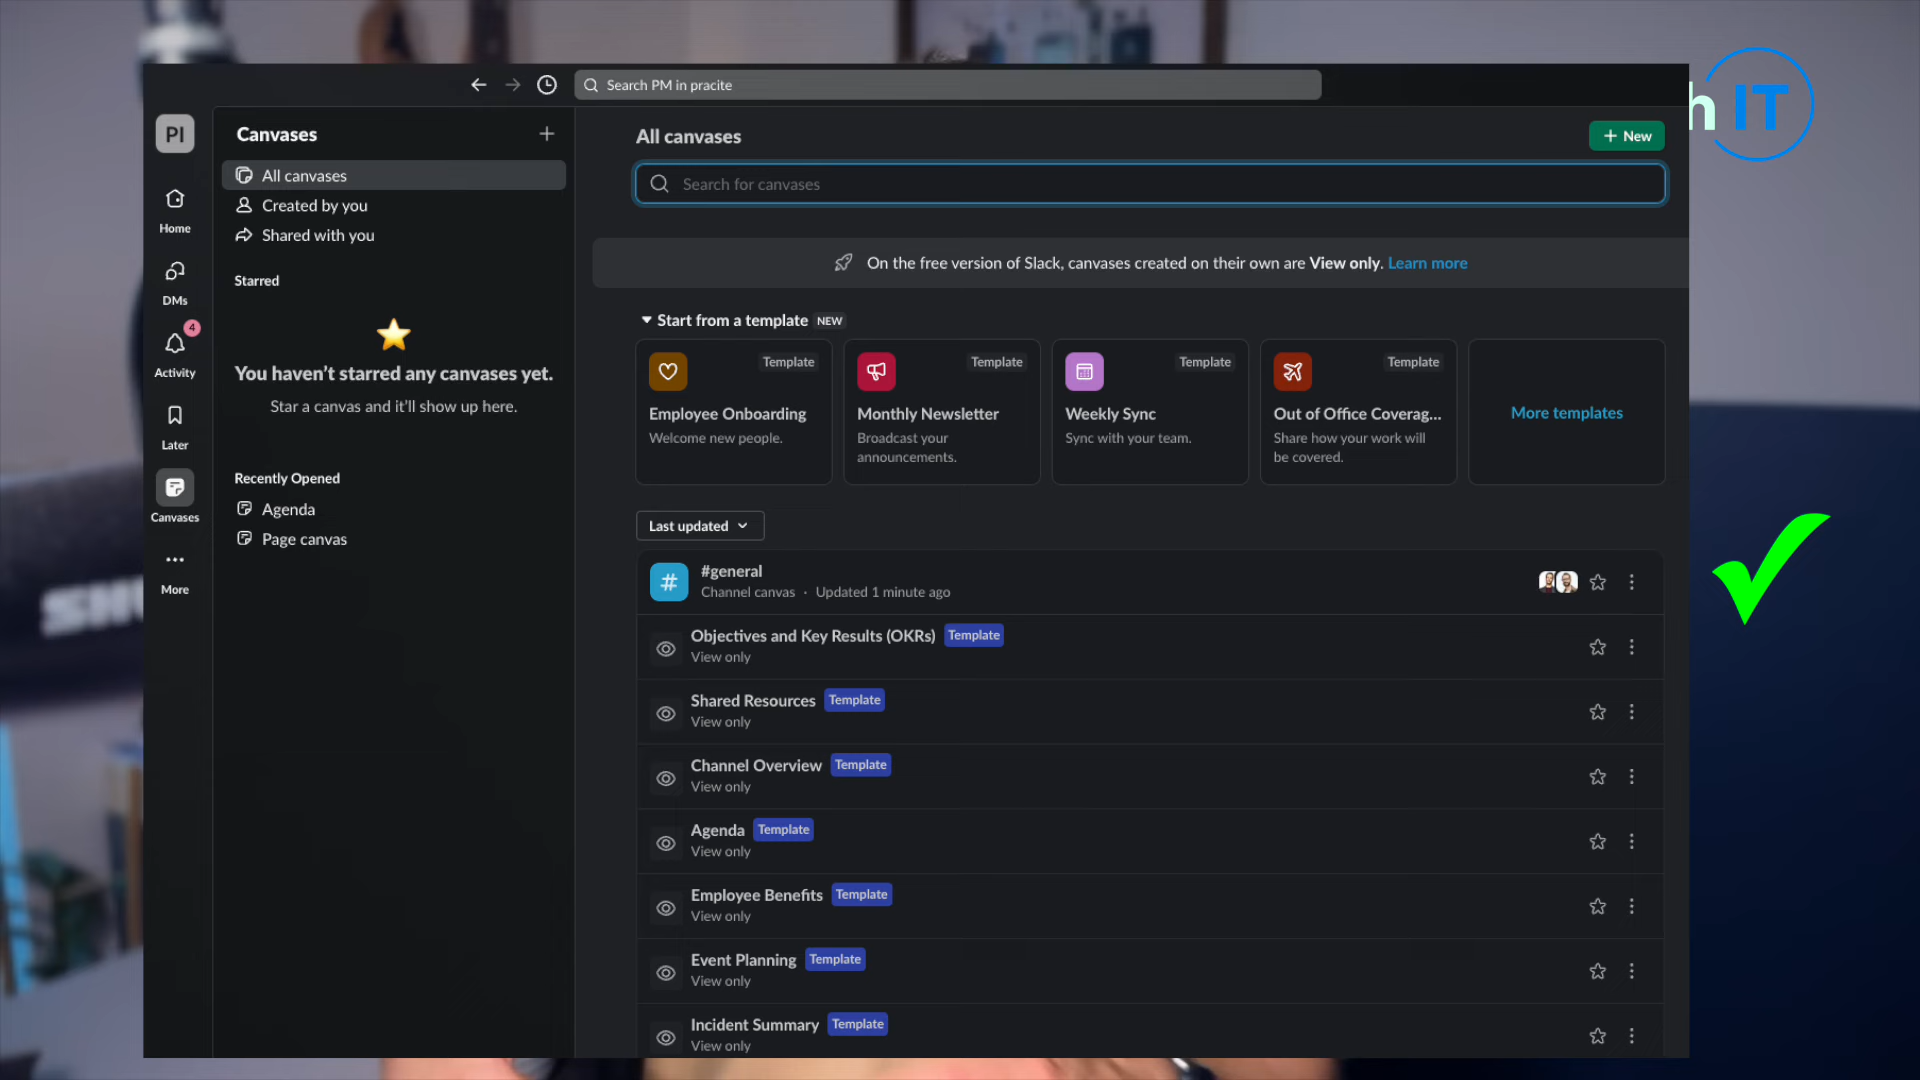 Search PM in pracite
h IT
PI
Canvases
All canvases
+ New
All canvases
Search for canvases
Created by you
Shared with you
Home
Starred
On the free version of Slack, canvases created on their own are View only. Learn more
DMs
Start from a template NEW
4
Activity
You haven’t starred any canvases yet.
Star a canvas and it’ll show up here.
Template
Employee Onboarding
Welcome new people.
Template
Monthly Newsletter
Broadcast your
announcements.
Template
Weekly Sync
Sync with your team.
Template
Out of Office Coverag...
Share how your work will
be covered.
More templates
Later
Canvases
Recently Opened
Agenda
Page canvas
More
Last updated
#general
Channel canvas · Updated 1 minute ago
Objectives and Key Results (OKRs) Template
View only
Shared Resources Template
View only
Channel Overview Template
View only
Agenda Template
View only
Employee Benefits Template
View only
Event Planning Template
View only
Incident Summary Template
View only